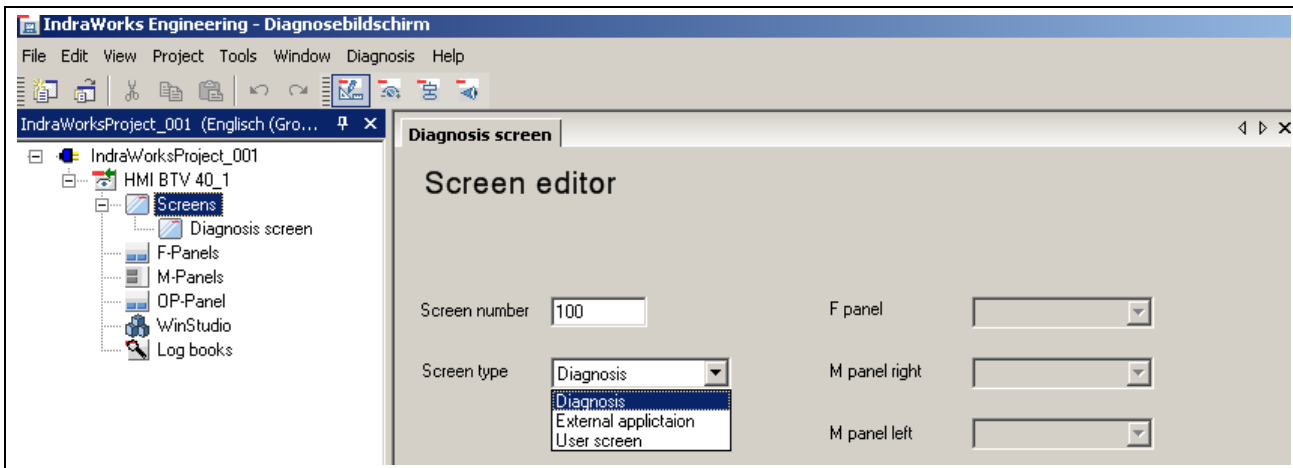 IndraWorks Engineering - Diagnosebildschirm
File Edit View Project Tools Window Diagnosis Help
IndraWorksProject_001 (Englisch (Gro...
IndraWorksProject_001
HMI BTV 40_1
Screens
Diagnosis screen
F-Panels
M-Panels
OP-Panel
WinStudio
Log books
Diagnosis screen
Screen editor
Screen number 100 F panel
Screen type Diagnosis M panel right
Diagnosis
External applictaion
User screen M panel left